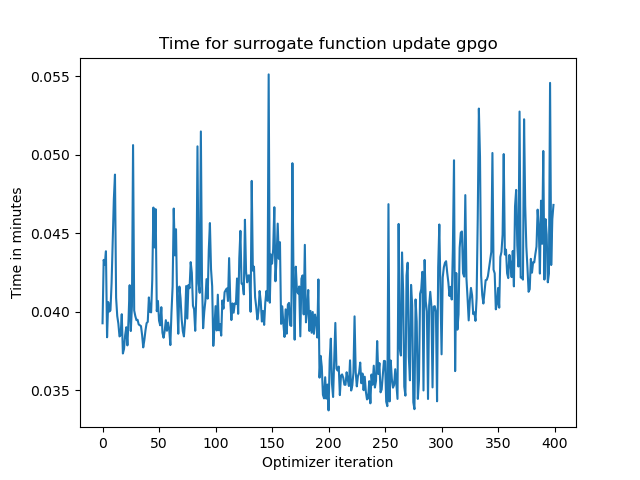 Time for surrogate function update gpgo
Time in minutes
0.055
0.050
0.045
0.040
0.035
0 50 100 150 200 250 300 350 400
Optimizer iteration